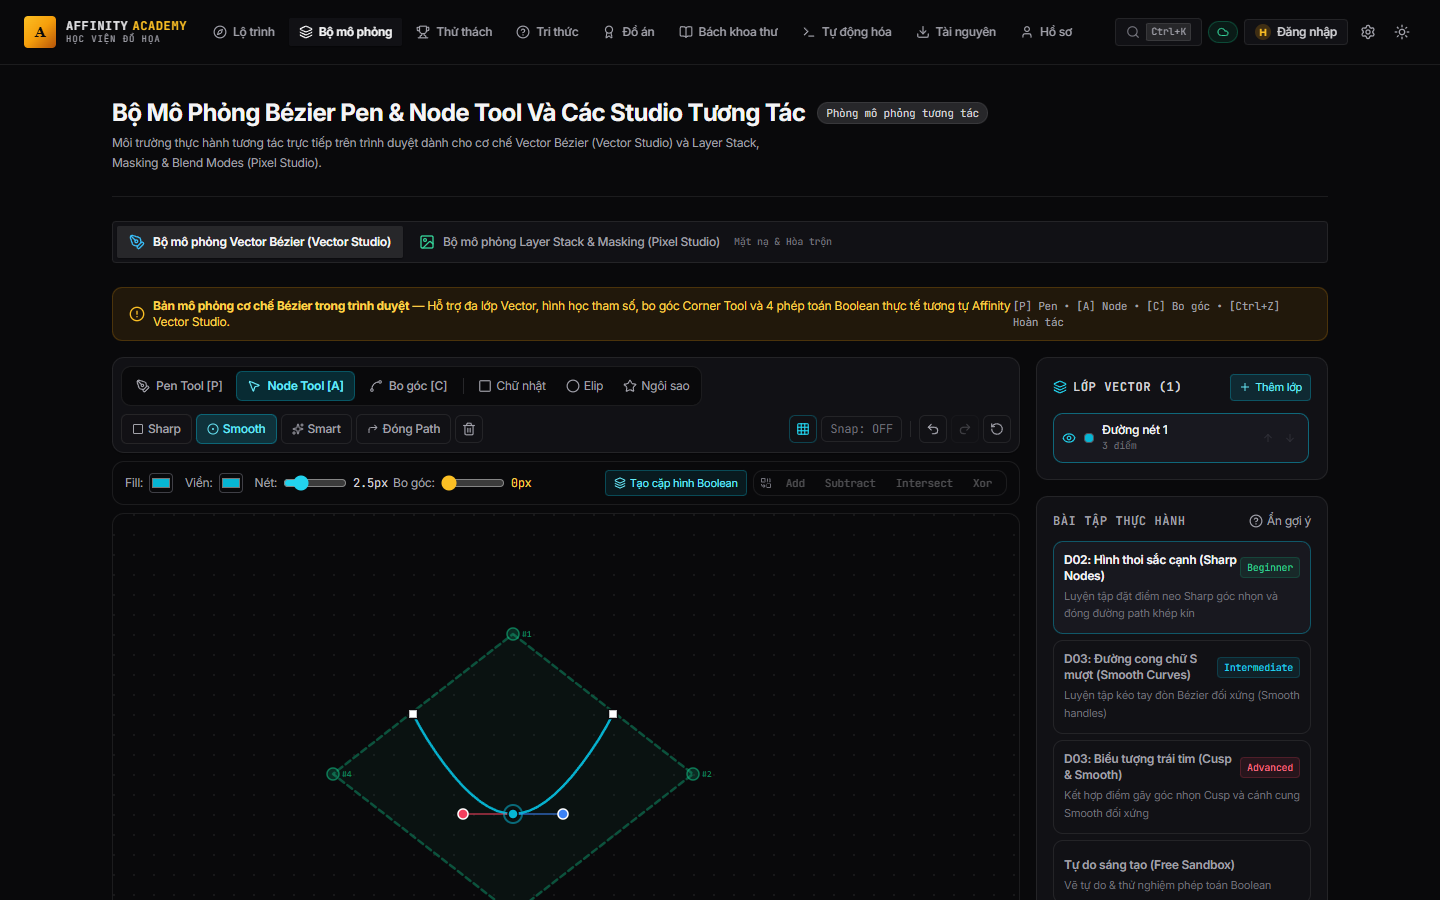 A
AFFINITY ACADEMY
HỌC VIỆN ĐỒ HỌA
Lộ trình
Bộ mô phỏng
Thử thách
Tri thức
Đồ án
Bách khoa thư
Tự động hóa
Tài nguyên
Hồ sơ
Ctrl+K
H
Đăng nhập
Bộ Mô Phỏng Bézier Pen & Node Tool Và Các Studio Tương Tác
Phòng mô phỏng tương tác
Môi trường thực hành tương tác trực tiếp trên trình duyệt dành cho cơ chế Vector Bézier (Vector Studio) và Layer Stack,
Masking & Blend Modes (Pixel Studio).
Bộ mô phỏng Vector Bézier (Vector Studio)
Bộ mô phỏng Layer Stack & Masking (Pixel Studio)
Mặt nạ & Hòa trộn
Bản mô phỏng cơ chế Bézier trong trình duyệt — Hỗ trợ đa lớp Vector, hình học tham số, bo góc Corner Tool và 4 phép toán Boolean thực tế tương tự Affinity
Vector Studio.
[P] Pen • [A] Node • [C] Bo góc • [Ctrl+Z]
Hoàn tác
Pen Tool [P]
Node Tool [A]
Bo góc [C]
Chữ nhật
Elip
Ngôi sao
Sharp
Smooth
Smart
Đóng Path
Snap: OFF
Fill:
Viền:
Nét:
2.5px
Bo góc:
0px
Tạo cặp hình Boolean
Add
Subtract
Intersect
Xor
#1
#4
#2
LỚP VECTOR (1)
Thêm lớp
Đường nét 1
3 điểm
BÀI TẬP THỰC HÀNH
Ẩn gợi ý
D02: Hình thoi sắc cạnh (Sharp
Nodes)
Beginner
Luyện tập đặt điểm neo Sharp góc nhọn và
đóng đường path khép kín
D03: Đường cong chữ S
mượt (Smooth Curves)
Intermediate
Luyện tập kéo tay đòn Bézier đối xứng (Smooth
handles)
D03: Biểu tượng trái tim (Cusp
& Smooth)
Advanced
Kết hợp điểm gãy góc nhọn Cusp và cánh cung
Smooth đối xứng
Tự do sáng tạo (Free Sandbox)
Vẽ tự do & thử nghiệm phép toán Boolean